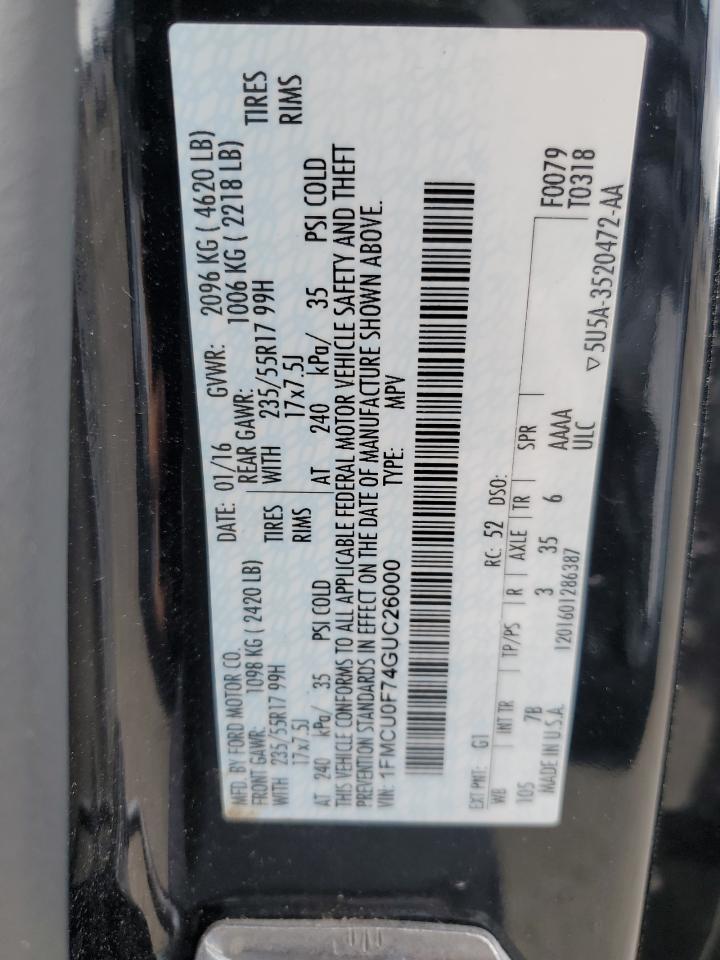 MFD. BY FORD MOTOR CO.
DATE: 01/16 GVWR: 2096 KG ( 4620 LB)
FRONT GAWR: 1098 KG ( 2420 LB) REAR GAWR: 1006 KG ( 2218 LB)
WITH 235/55R17 99H TIRES WITH 235/55R17 99H TIRES
17x7.5J RIMS 17x7.5J RIMS
AT 240 kPa/ 35 PSI COLD AT 240 kPa/ 35 PSI COLD
THIS VEHICLE CONFORMS TO ALL APPLICABLE FEDERAL MOTOR VEHICLE SAFETY AND THEFT
PREVENTION STANDARDS IN EFFECT ON THE DATE OF MANUFACTURE SHOWN ABOVE.
VIN: 1FMCU0F74GUC26000 TYPE: MPV
EXT PNT: G1 RC: 52 DSO: F0079
WB INT TR TP/PS R AXLE TR SPR T0318
105 7B 3 35 6 AAAA
MADE IN U.S.A. 1201601286387 ULC
▽5U5A-3520472-AA